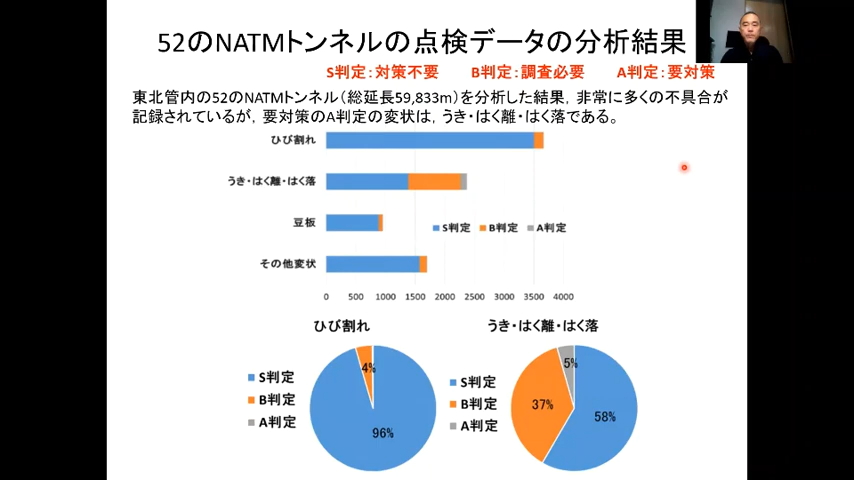 52のNATMトンネルの点検データの分析結果
S判定：対策不要 B判定：調査必要 A判定：要対策
東北管内の52のNATMトンネル（総延長59,833m）を分析した結果，非常に多くの不具合が
記録されているが，要対策のA判定の変状は，うき・はく離・はく落である。
ひび割れ
うき・はく離・はく落
豆板
S判定 B判定 A判定
その他変状
0 500 1000 1500 2000 2500 3000 3500 4000
ひび割れ
S判定
B判定
A判定
4%
96%
うき・はく離・はく落
S判定
B判定
A判定
5%
37%
58%